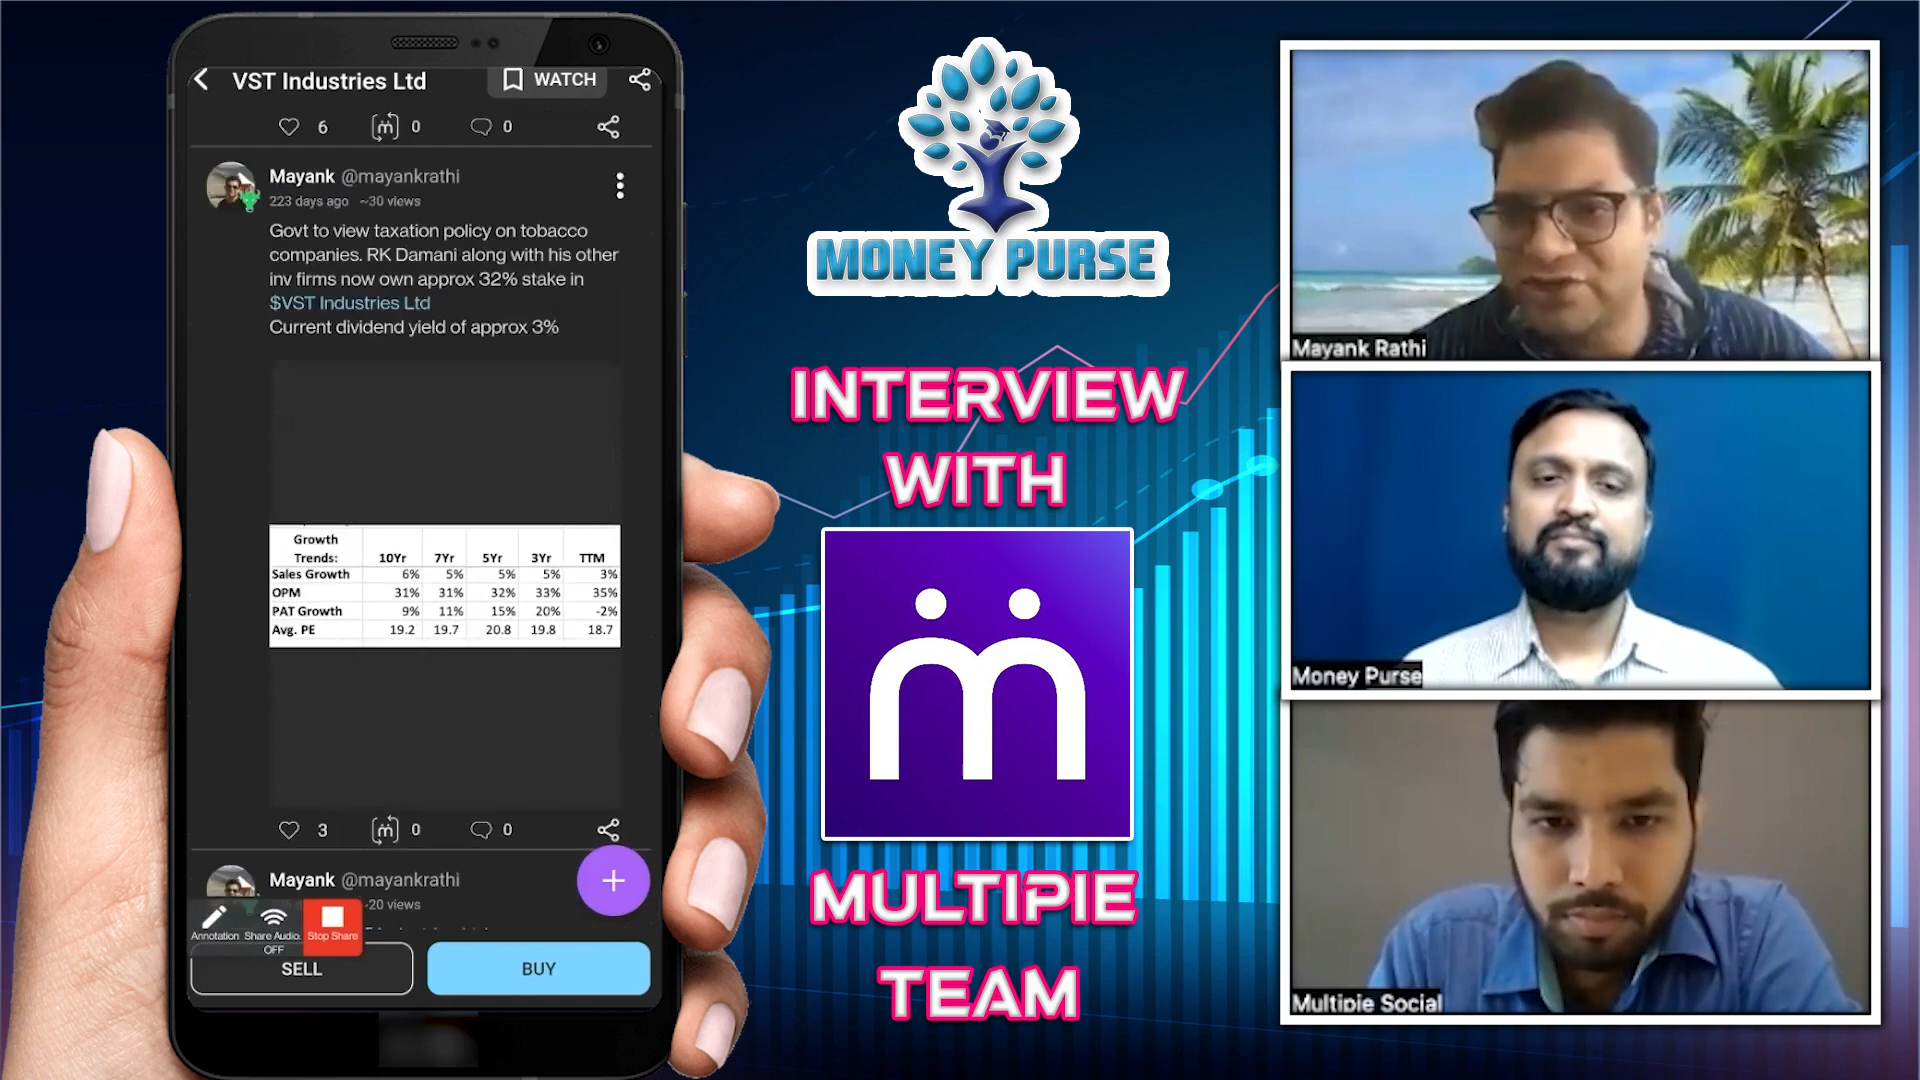 VST Industries Ltd
WATCH
6
0
0
Mayank @mayankrathi
223 days ago ~30 views
Govt to view taxation policy on tobacco
companies. RK Damani along with his other
inv firms now own approx 32% stake in
$VST Industries Ltd
Current dividend yield of approx 3%
Growth
Trends: 10Yr 7Yr 5Yr 3Yr TTM
Sales Growth 6% 5% 5% 5% 3%
OPM 31% 31% 32% 33% 35%
PAT Growth 9% 11% 15% 20% -2%
Avg. PE 19.2 19.7 20.8 19.8 18.7
3
0
0
Mayank @mayankrathi
-20 views
+
Annotation
Share Audio:
OFF
Stop Share
SELL
BUY
MONEY PURSE
INTERVIEW
WITH
m
MULTIPIE
TEAM
Mayank Rathi
Money Purse
Multipie Social